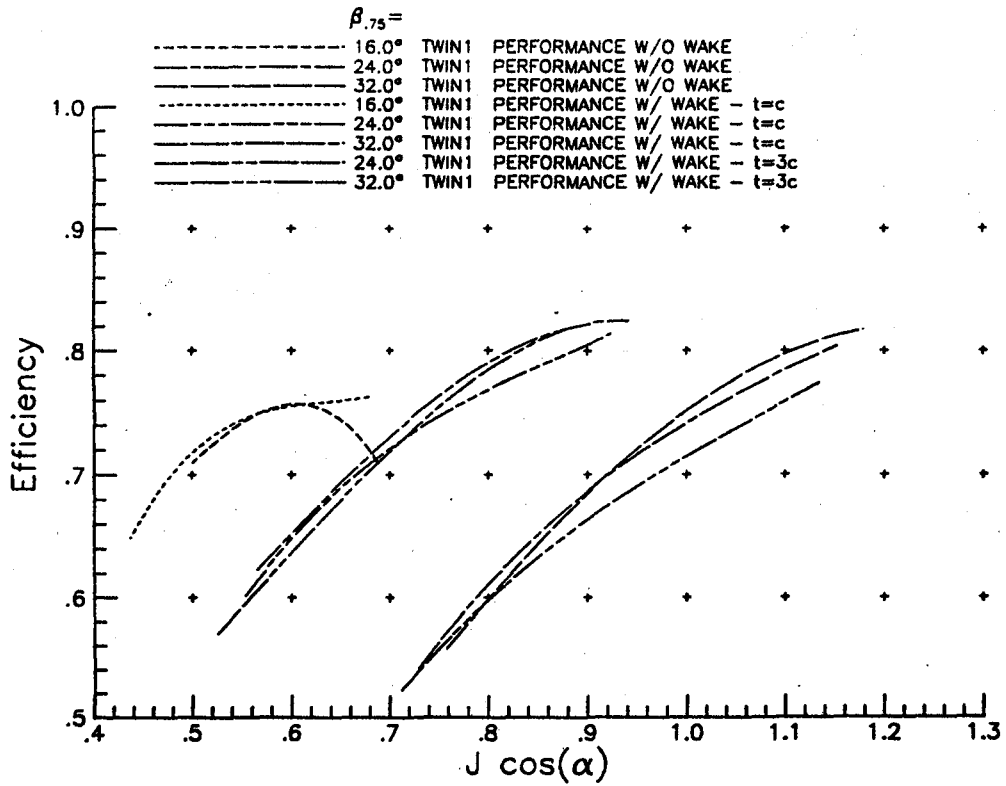 β.75=
16.0° TWIN1 PERFORMANCE W/O WAKE
24.0° TWIN1 PERFORMANCE W/O WAKE
32.0° TWIN1 PERFORMANCE W/O WAKE
16.0° TWIN1 PERFORMANCE W/ WAKE – t=c
24.0° TWIN1 PERFORMANCE W/ WAKE – t=c
32.0° TWIN1 PERFORMANCE W/ WAKE – t=c
24.0° TWIN1 PERFORMANCE W/ WAKE – t=3c
32.0° TWIN1 PERFORMANCE W/ WAKE – t=3c
1.0
.9
.8
.7
.6
.5
Efficiency
.4 .5 .6 .7 .8 .9 1.0 1.1 1.2 1.3
J cos(α)